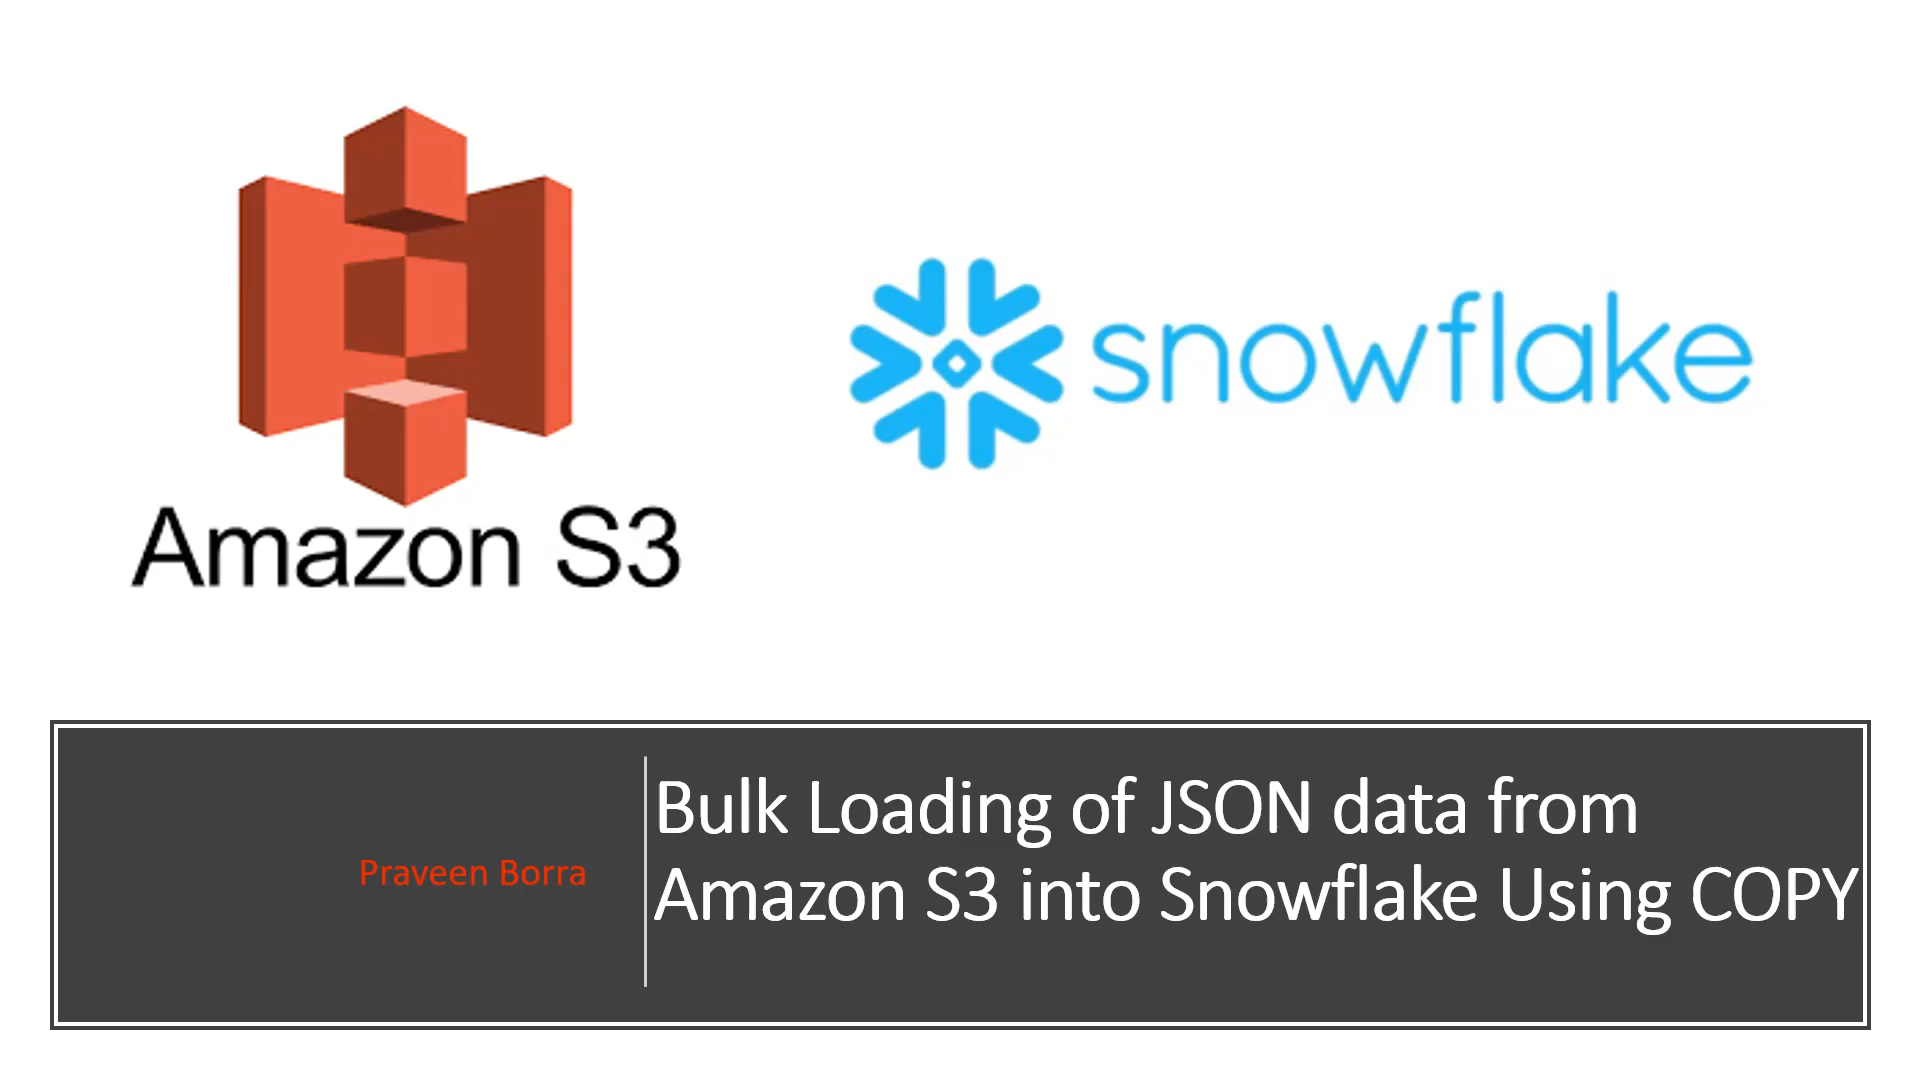 Amazon S3
snowflake
Praveen Borra
Bulk Loading of JSON data from
Amazon S3 into Snowflake Using COPY